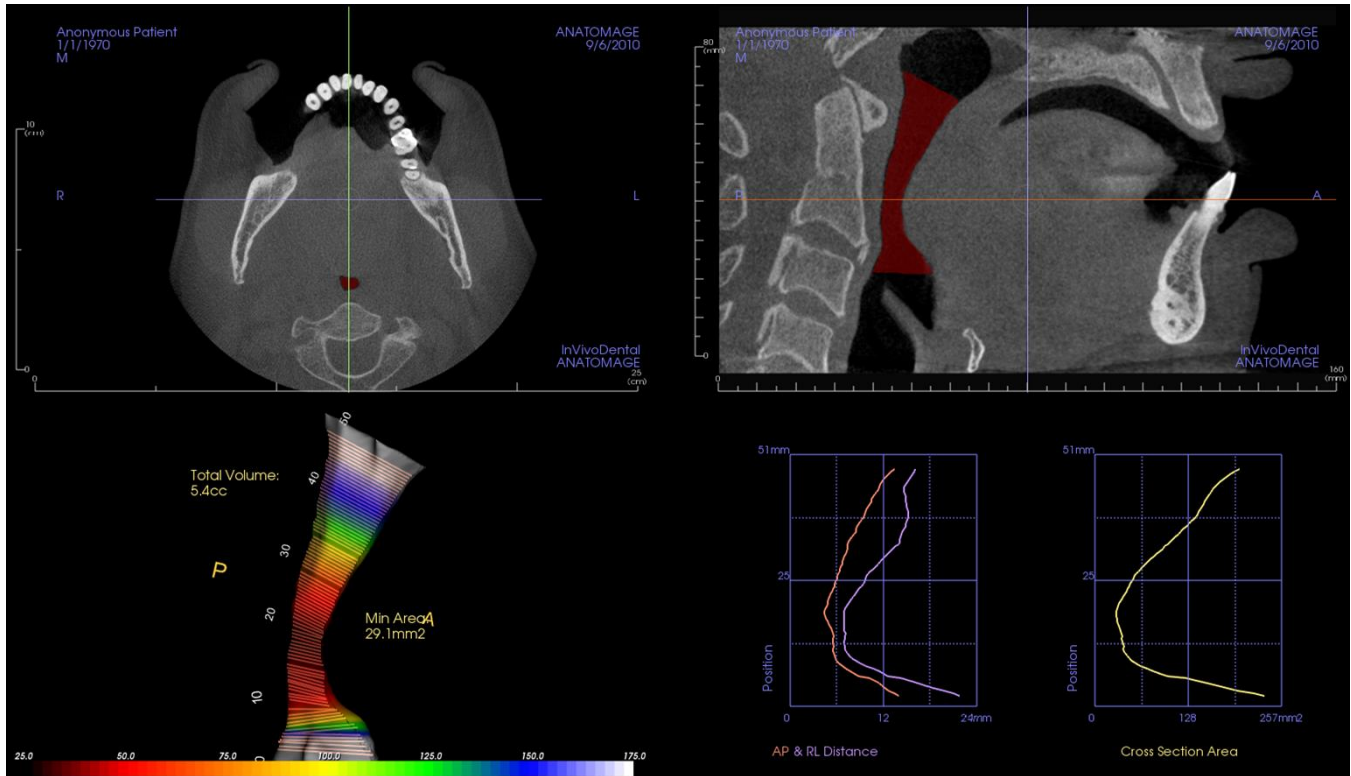 Anonymous Patient
1/1/1970
M
ANATOMAGE
9/6/2010
10
(cm)
R
L
InVivoDental
ANATOMAGE
0
0
25
(cm)
Anonymous Patient
1/1/1970
M
ANATOMAGE
9/6/2010
80
(mm)
P
A
InVivoDental
ANATOMAGE
0
0
160
(mm)
Total Volume:
5.4cc
P
Min Area
29.1mm2
A
50
40
30
20
10
0
25.0 50.0 75.0 100.0 125.0 150.0 175.0
51mm
25
Position
0 12 24mm
AP & RL Distance
51mm
25
Position
0 128 257mm2
Cross Section Area